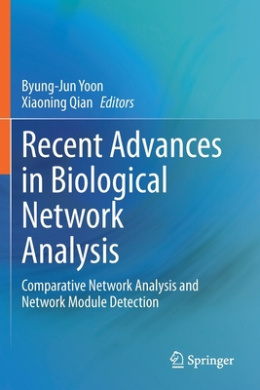 Byung-Jun Yoon
Xiaoning Qian Editors
Recent Advances
in Biological
Network
Analysis
Comparative Network Analysis and
Network Module Detection
Springer